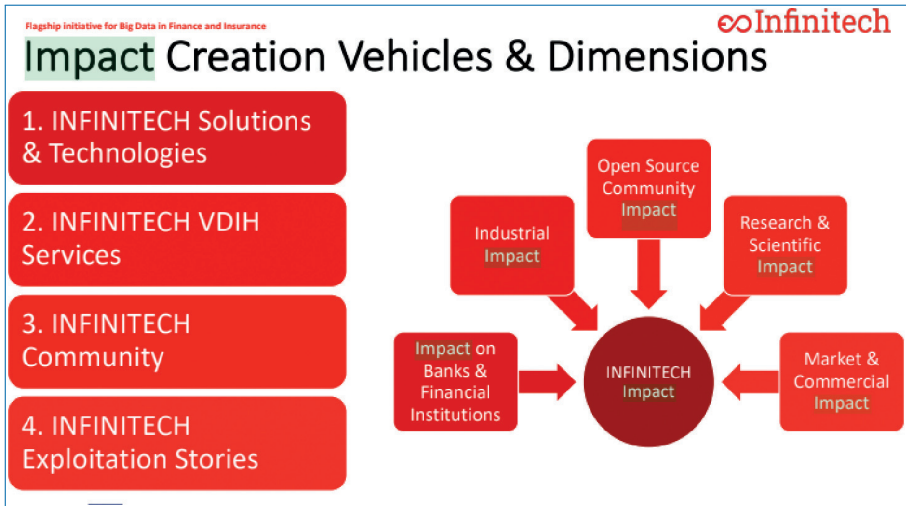 Flagship initiative for Big Data in Finance and Insurance
Infinitech
Impact Creation Vehicles & Dimensions
1. INFINITECH Solutions
& Technologies
2. INFINITECH VDIH
Services
3. INFINITECH
Community
4. INFINITECH
Exploitation Stories
Impact on
Banks &
Financial
Institutions
Industrial
Impact
Open Source
Community
Impact
Research &
Scientific
Impact
Market &
Commercial
Impact
INFINITECH
Impact